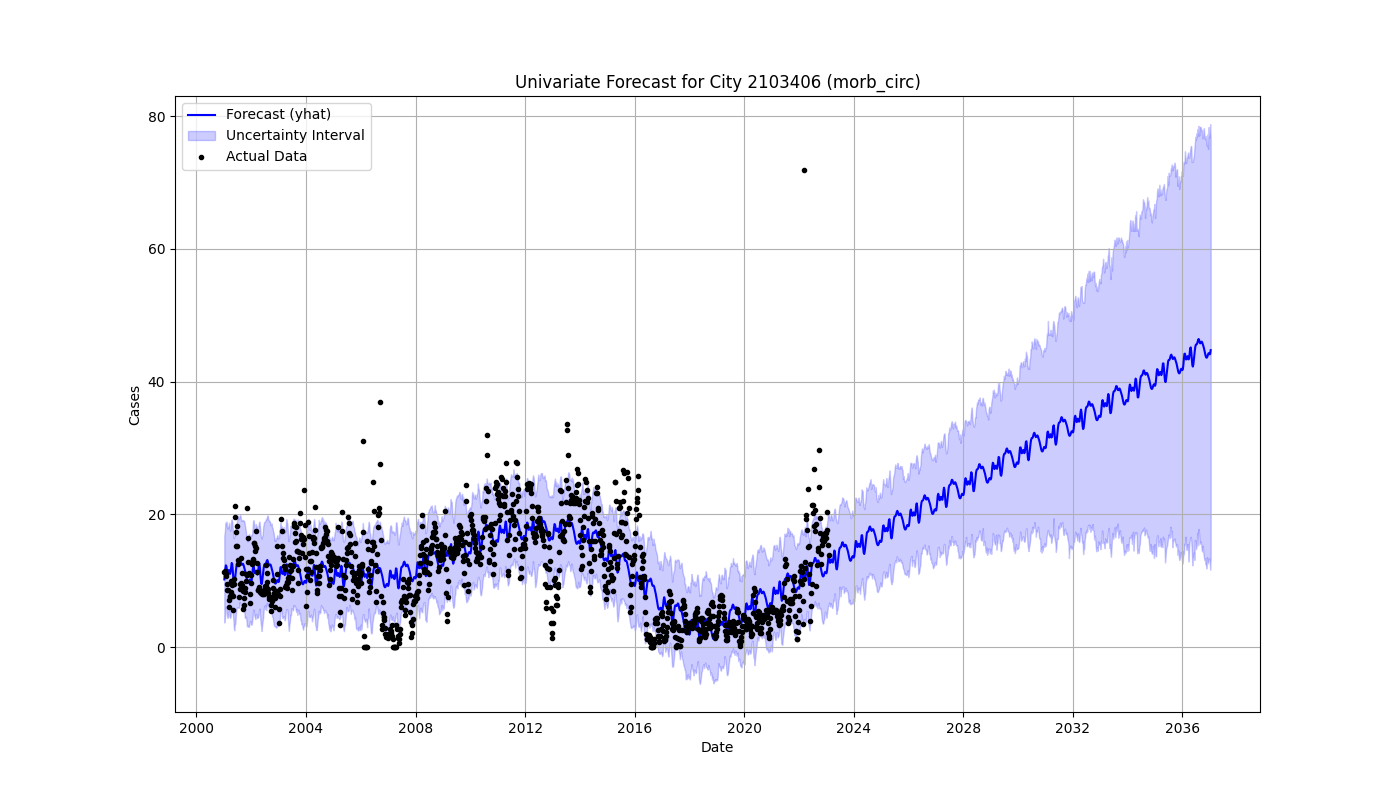 Univariate Forecast for City 2103406 (morb_circ)
Forecast (yhat)
Uncertainty Interval
Actual Data
80
60
40
20
0
Cases
2000 2004 2008 2012 2016 2020 2024 2028 2032 2036
Date